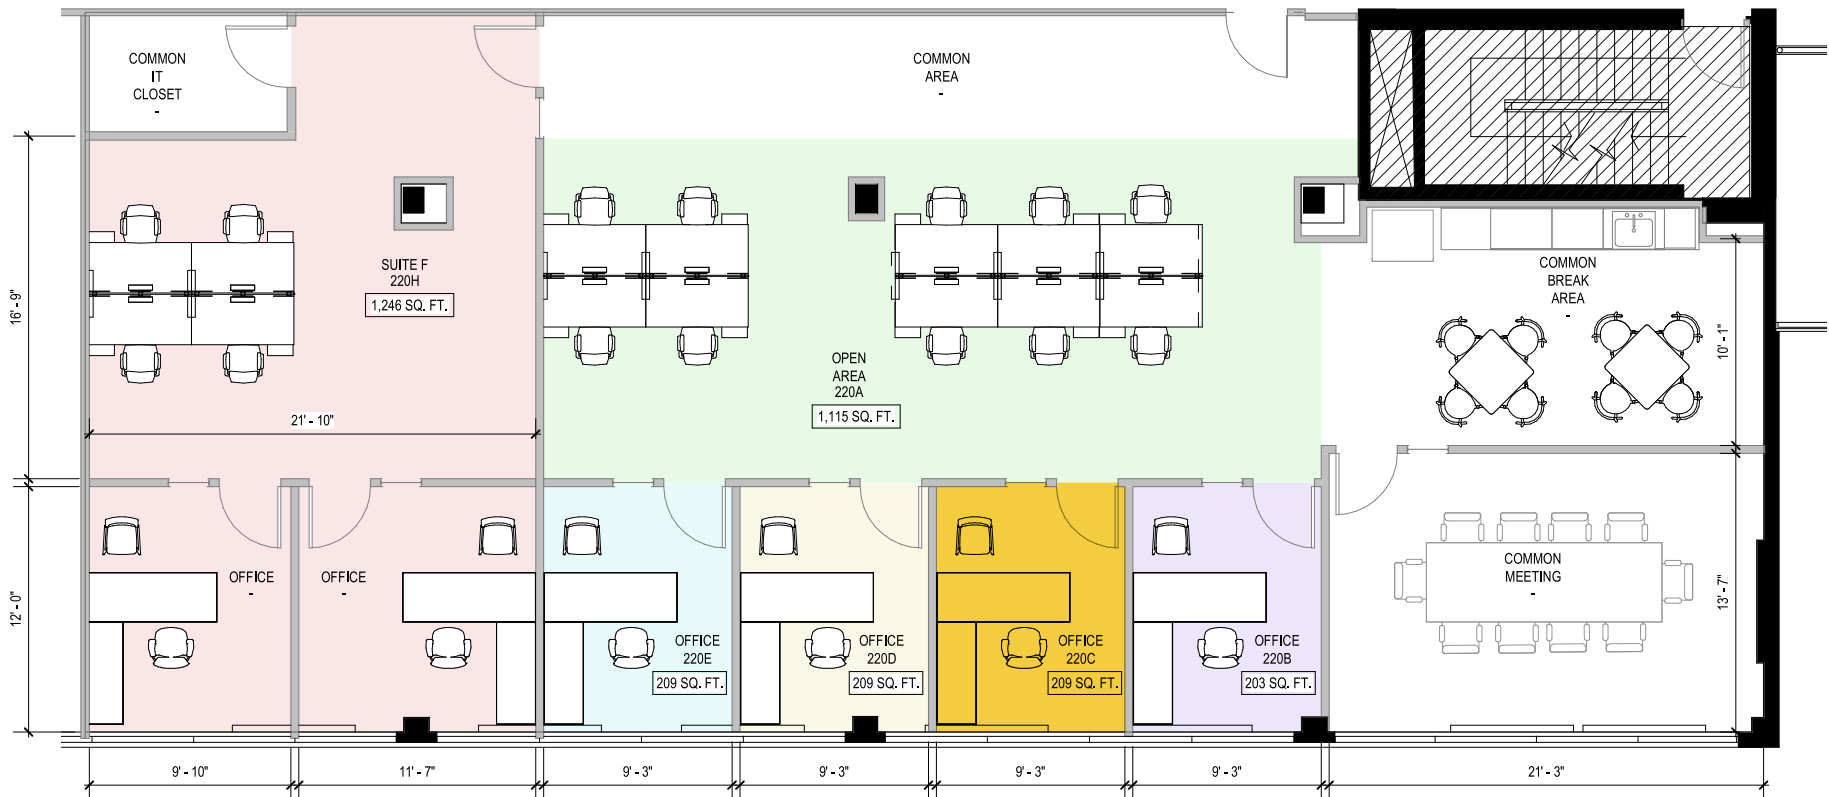 COMMON
IT
CLOSET
-
COMMON
AREA
-
SUITE F
220H
1,246 SQ. FT.
COMMON
BREAK
AREA
-
16' - 9"
10' - 1"
OPEN
AREA
220A
1,115 SQ. FT.
21' - 10"
OFFICE
-
OFFICE
-
COMMON
MEETING
-
12' - 0"
13' - 7"
OFFICE
220E
209 SQ. FT.
OFFICE
220D
209 SQ. FT.
OFFICE
220C
209 SQ. FT.
OFFICE
220B
203 SQ. FT.
9' - 10"
11' - 7"
9' - 3"
9' - 3"
9' - 3"
9' - 3"
21' - 3"